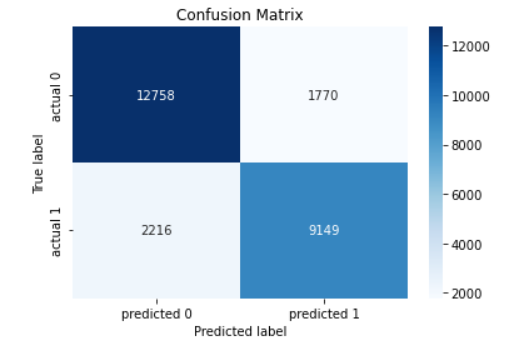 Confusion Matrix
True label
actual 0
12758
1770
actual 1
2216
9149
predicted 0
predicted 1
Predicted label
12000
10000
8000
6000
4000
2000